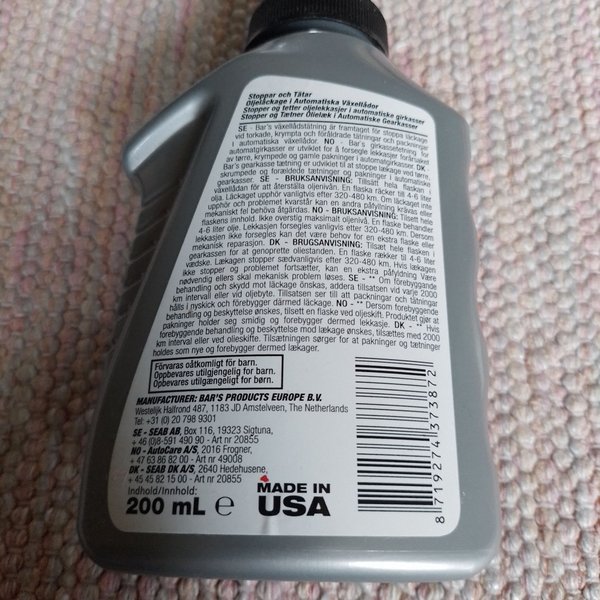 Stoppar och Tätar
Oljeläckage i Automatiska Växellådor
Stopper og tetter oljelekkasjer i automatiske girkasser
Stopper og Tætner Olielæk i Automatiske Gearkasser
SE - Bar's växellådstätning är framtaget för stoppa läckage
vid torkade, krympta och föråldrade tätningar och packningar
i automatiska växellådor. NO - Bar's girkassetetning for
automatgirkasser er utviklet for å forsegle lekkasjer forårsaket
av tørre, krympede og gamle pakninger i automatgirkasser. DK -
Bar's gearkasse tætning er udviklet til at stoppe lækage ved tørre,
skrumpede og forældede tætninger og pakninger i automatiske
gearkasser. SE - BRUKSANVISNING: Tillsätt hela flaskan i
växellådan för att återställa oljenivån. En flaska räcker till 4-6 liter
olja. Läckaget upphör vanligtvis efter 320-480 km. Om läckaget inte
upphör och problemet kvarstår kan en andra påfyllning krävas eller
mekaniskt fel behöva åtgärdas. NO - BRUKSANVISNING: Tilsett hele
flaskens innhold. Ikke overstig maksimalt oljenivå. En flaske behandler
4-6 liter olje. Lekkasjen forsegles vanligvis etter 320-480 km. Dersom
lekkasjen ikke forsegles kan det være behov for en ekstra flaske eller
mekanisk reparasjon. DK - BRUGSANVISNING: Tilsæt hele flasken i
gearkassen for at genoprette oliestanden. En flaske rækker til 4-6 liter
vædske. Lækagen stopper sædvanligvis efter 320-480 km. Hvis lækagen
ikke stopper og problemet fortsætter, kan en ekstra påfyldning Være
nødvendig ellers skal mekanisk problem løses. SE - ** Om förebyggande
behandling och skydd mot läckage önskas, addera tillsatsen vid varje 2000
km intervall eller vid oljebyte. Tillsatsen ser till att packningar och tätningar
hålls i nyskick och förebygger därmed läckage. NO - ** Dersom forebyggende
behandling og beskyttelse ønskes, tilsett en flaske ved oljeskift. Produktet gjør at
pakninger holder seg smidig og forebygger dermed lekkasje. DK - ** Hvis
forebyggende behandling og beskyttelse mod lækage ønskes, tilsættes med 2000
km interval eller ved olieskifte. Tilsætningen sørger for at pakninger og tætninger
holdes som nye og forebygger dermed lækager.
Förvaras oåtkomligt för barn.
Oppbevares utilgjengelig for barn.
Opbevares utilgængeligt for børn.
MANUFACTURER: BAR'S PRODUCTS EUROPE B.V.
Westelijk Halfrond 487, 1183 JD Amstelveen, The Netherlands
Tel: +31 (0) 20 798 9301
SE - SEAB AB, Box 116, 19323 Sigtuna,
+ 46 (0)8-591 490 90 - Art nr 20855
NO - AutoCare A/S, 2016 Frogner,
+ 47 63 86 82 00 - Art nr 49008
DK - SEAB DK A/S, 2640 Hedehusene,
+ 45 45 82 15 00 - Art nr 20855
Indhold/Innhold:
200 mL ℮
MADE IN
USA
8 719274 373872